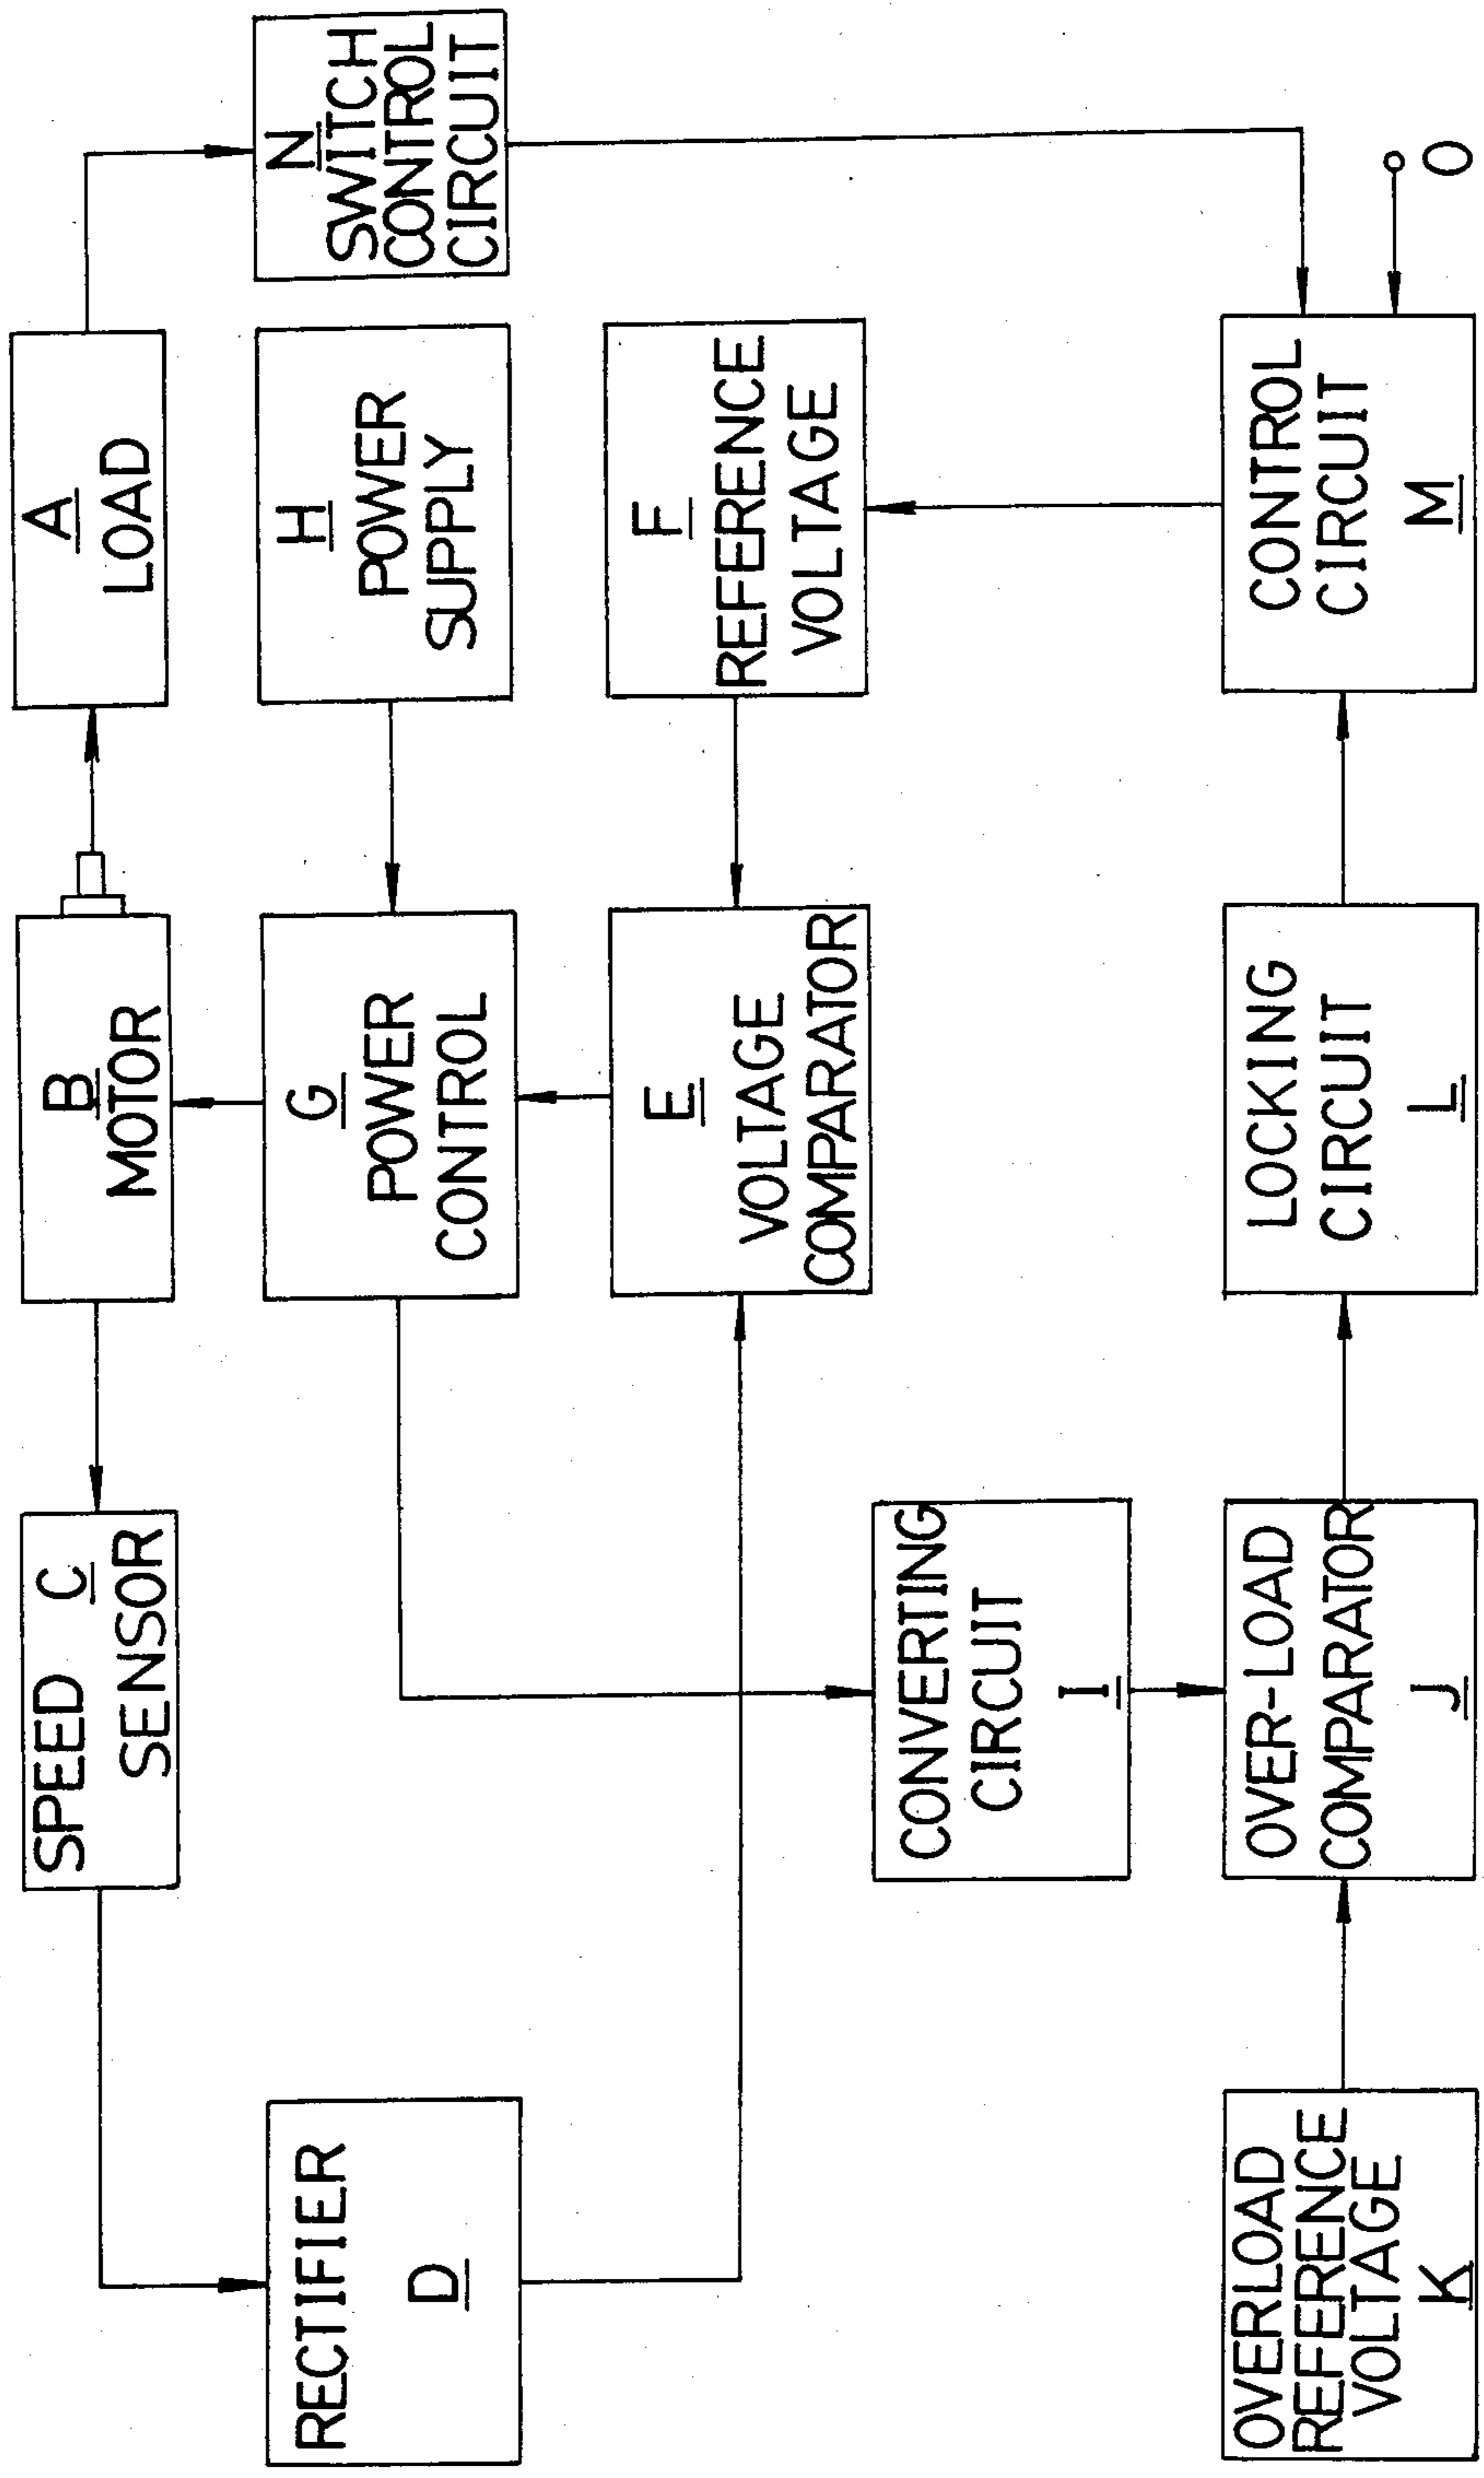 A
LOAD
N
SWITCH
CONTROL
CIRCUIT
B
MOTOR
H
POWER
SUPPLY
C
SPEED
SENSOR
G
POWER
CONTROL
F
REFERENCE
VOLTAGE
RECTIFIER
D
E
VOLTAGE
COMPARATOR
CONVERTING
CIRCUIT
I
OVERLOAD
REFERENCE
VOLTAGE
K
OVER-LOAD
COMPARATOR
J
LOCKING
CIRCUIT
L
CONTROL
CIRCUIT
M
O